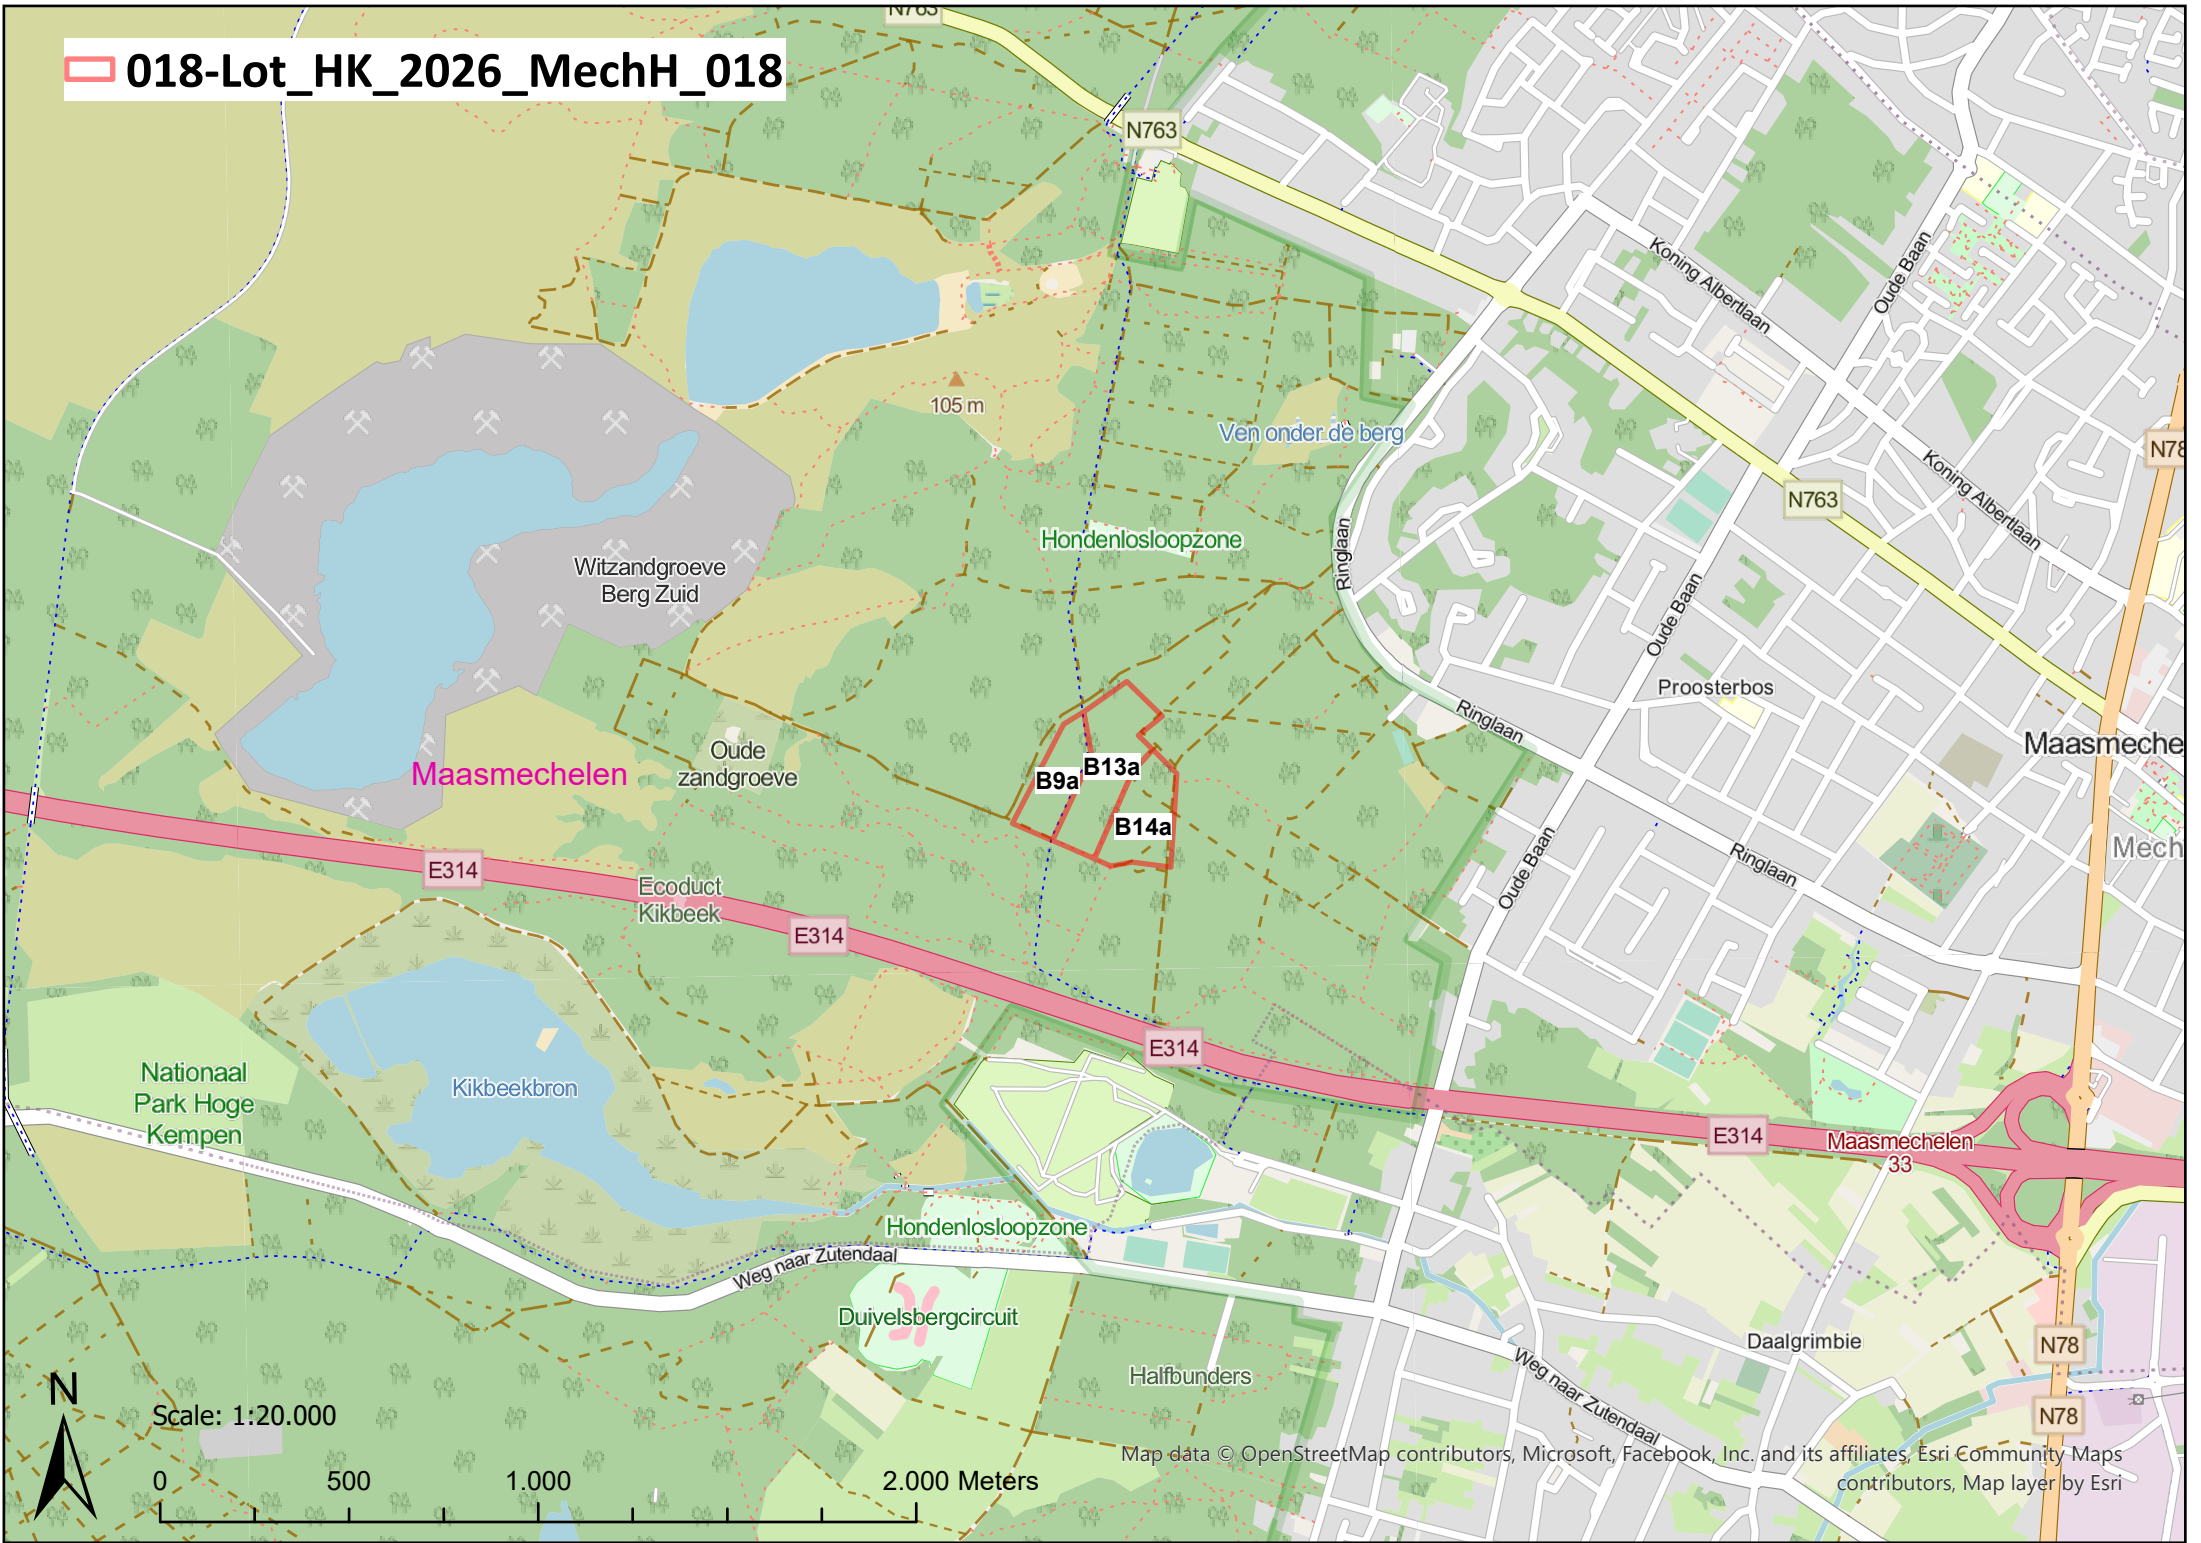 N763
018-Lot_HK_2026_MechH_018
N763
Koning Albertlaan
Oude Baan
105 m
Ven onder de berg
N78
Koning Albertlaan
N763
Hondenlosloopzone
Ringlaan
Witzandgroeve
Berg Zuid
Oude Baan
Proosterbos
Ringlaan
Oude
zandgroeve
Maasmechelen
B9a
B13a
B14a
Maasmeche
Mech
Ringlaan
Oude Baan
E314
Ecoduct
Kikbeek
E314
E314
Nationaal
Park Hoge
Kempen
Kikbeekbron
E314
Maasmechelen
33
Hondenlosloopzone
Weg naar Zutendaal
Duivelsbergcircuit
Halfbunders
Daalgrimbie
N78
Weg naar Zutendaal
N78
N
Scale: 1:20.000
0 500 1.000 2.000 Meters
Map data © OpenStreetMap contributors, Microsoft, Facebook, Inc. and its affiliates, Esri Community Maps
contributors, Map layer by Esri